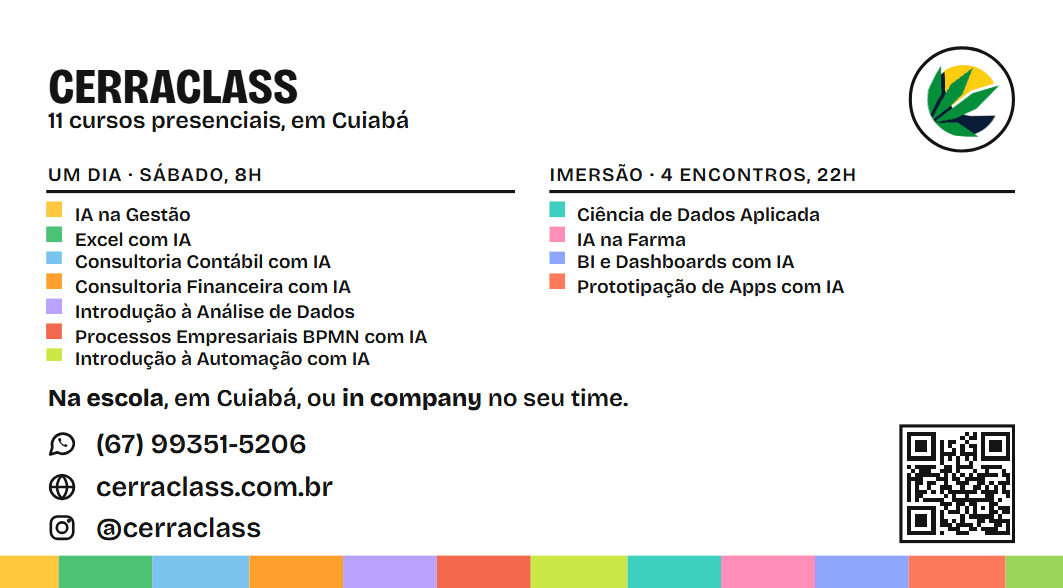 CERRACLASS
11 cursos presenciais, em Cuiabá
UM DIA · SÁBADO, 8H
IA na Gestão
Excel com IA
Consultoria Contábil com IA
Consultoria Financeira com IA
Introdução à Análise de Dados
Processos Empresariais BPMN com IA
Introdução à Automação com IA
IMERSÃO · 4 ENCONTROS, 22H
Ciência de Dados Aplicada
IA na Farma
BI e Dashboards com IA
Prototipação de Apps com IA
Na escola, em Cuiabá, ou in company no seu time.
(67) 99351-5206
cerraclass.com.br
@cerraclass